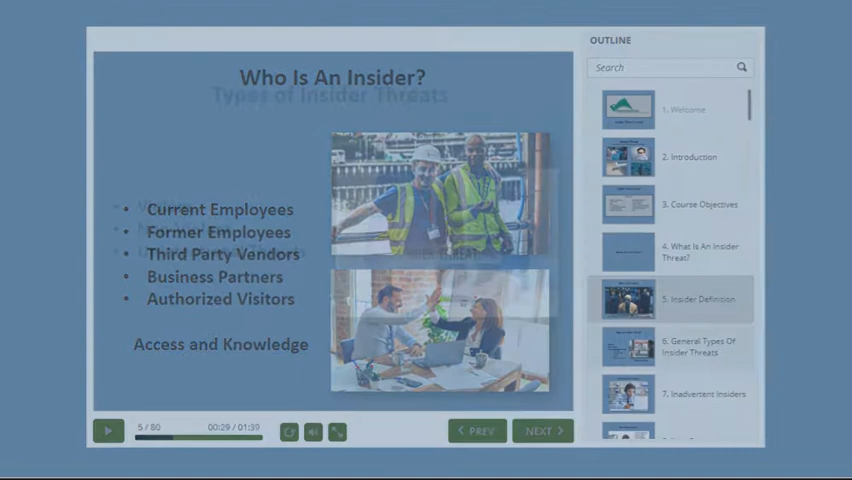 Who Is An Insider?
Types of Insider Threats
• Current Employees
• Former Employees
• Third Party Vendors
• Business Partners
• Authorized Visitors
Access and Knowledge
5 / 80
00:29 / 01:39
PREV
NEXT
OUTLINE
Search
1. Welcome
2. Introduction
3. Course Objectives
4. What Is An Insider
Threat?
5. Insider Definition
6. General Types Of
Insider Threats
7. Inadvertent Insiders